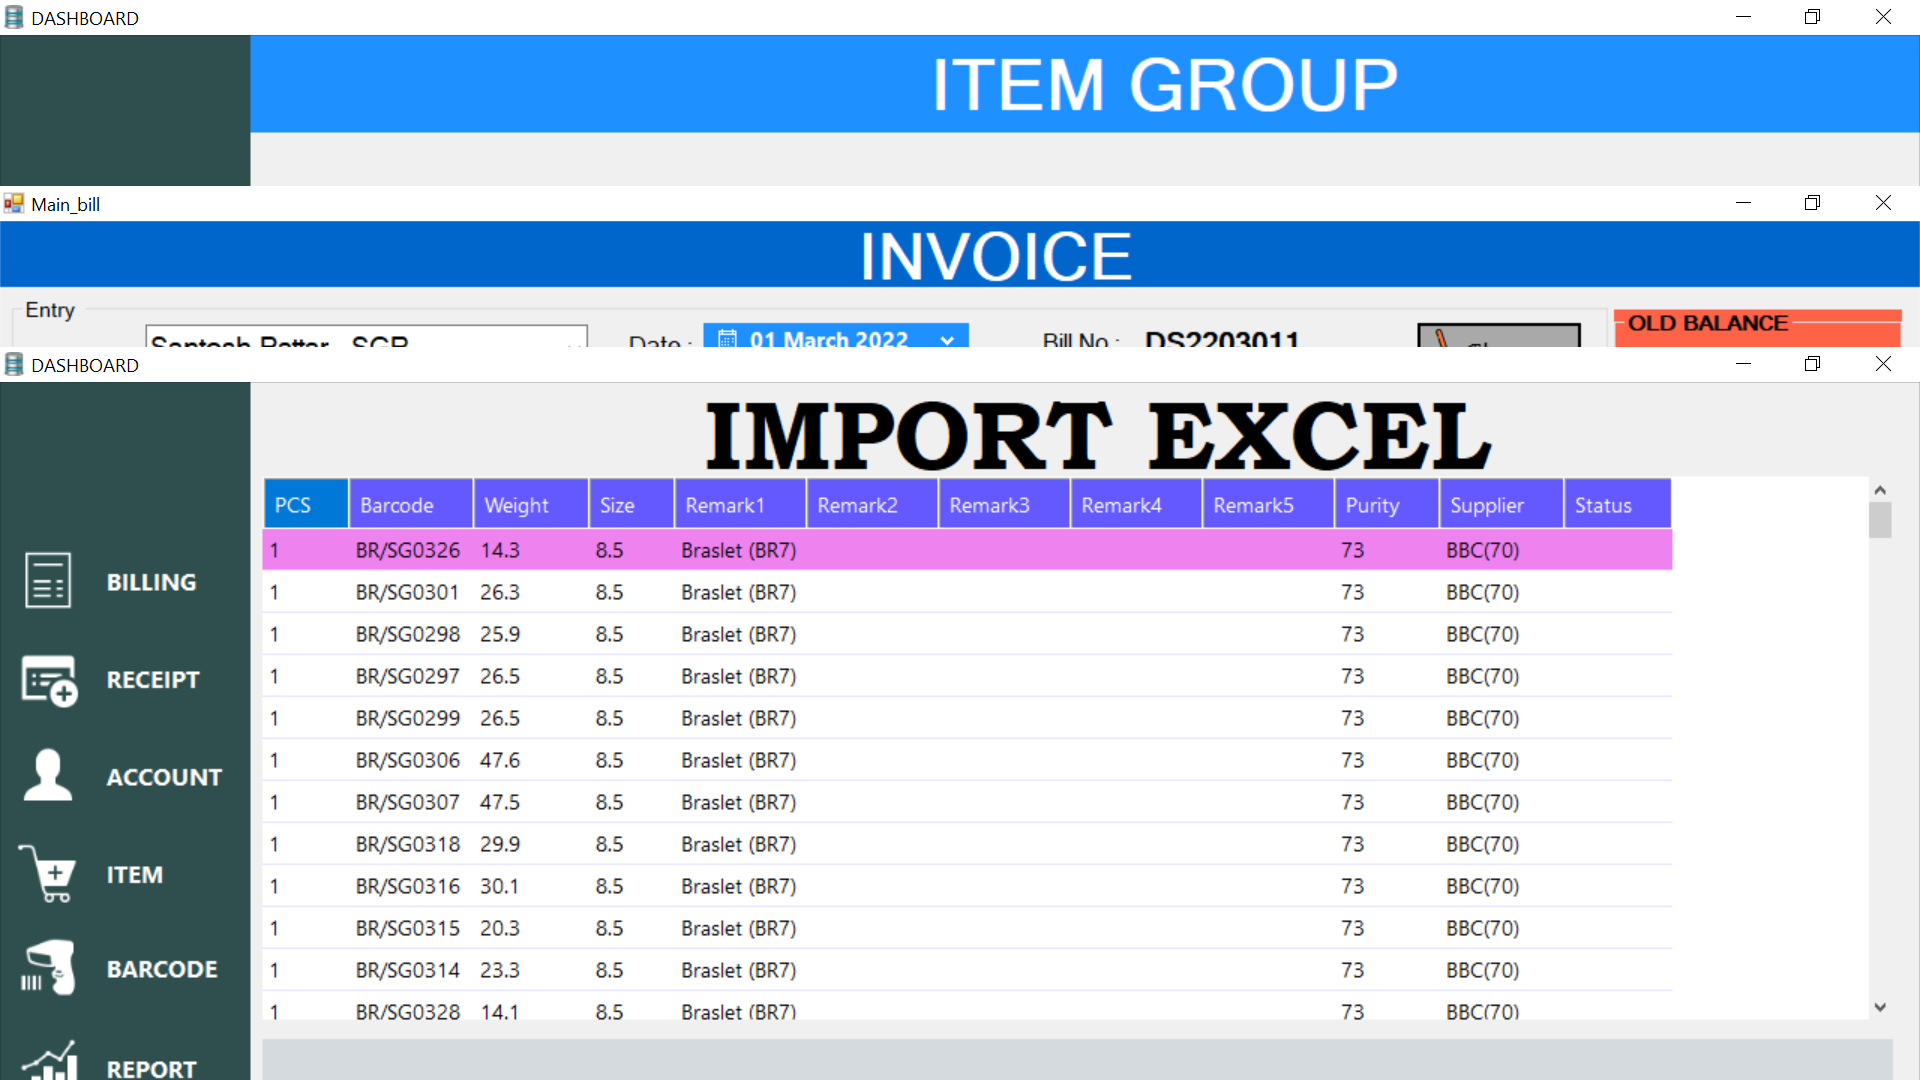 DASHBOARD
ITEM GROUP
Main_bill
INVOICE
Entry
Santosh Rattar SGR Date : 01 March 2022 Bill No : DS2203011
OLD BALANCE
DASHBOARD
IMPORT EXCEL
PCS Barcode Weight Size Remark1 Remark2 Remark3 Remark4 Remark5 Purity Supplier Status
1 BR/SG0326 14.3 8.5 Braslet (BR7) 73 BBC(70)
1 BR/SG0301 26.3 8.5 Braslet (BR7) 73 BBC(70)
1 BR/SG0298 25.9 8.5 Braslet (BR7) 73 BBC(70)
1 BR/SG0297 26.5 8.5 Braslet (BR7) 73 BBC(70)
1 BR/SG0299 26.5 8.5 Braslet (BR7) 73 BBC(70)
1 BR/SG0306 47.6 8.5 Braslet (BR7) 73 BBC(70)
1 BR/SG0307 47.5 8.5 Braslet (BR7) 73 BBC(70)
1 BR/SG0318 29.9 8.5 Braslet (BR7) 73 BBC(70)
1 BR/SG0316 30.1 8.5 Braslet (BR7) 73 BBC(70)
1 BR/SG0315 20.3 8.5 Braslet (BR7) 73 BBC(70)
1 BR/SG0314 23.3 8.5 Braslet (BR7) 73 BBC(70)
1 BR/SG0328 14.1 8.5 Braslet (BR7) 73 BBC(70)
BILLING
RECEIPT
ACCOUNT
ITEM
BARCODE
REPORT